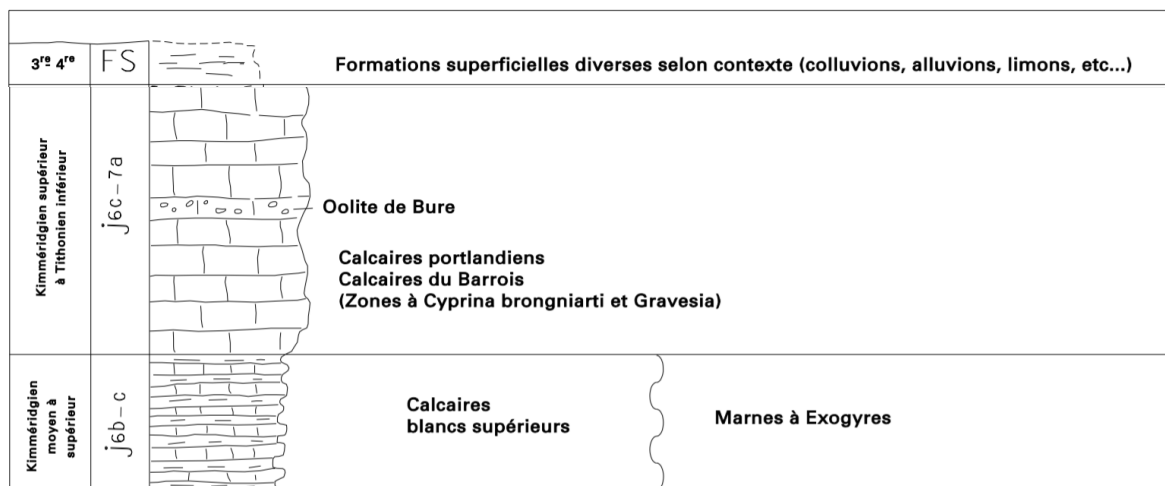 3re- 4re
FS
Formations superficielles diverses selon contexte (colluvions, alluvions, limons, etc...)
Kimméridgien supérieur
à Tithonien inférieur
j6c-7a
Oolite de Bure
Calcaires portlandiens
Calcaires du Barrois
(Zones à Cyprina brongniarti et Gravesia)
Kimméridgien
moyen à
supérieur
j6b-c
Calcaires
blancs supérieurs
Marnes à Exogyres